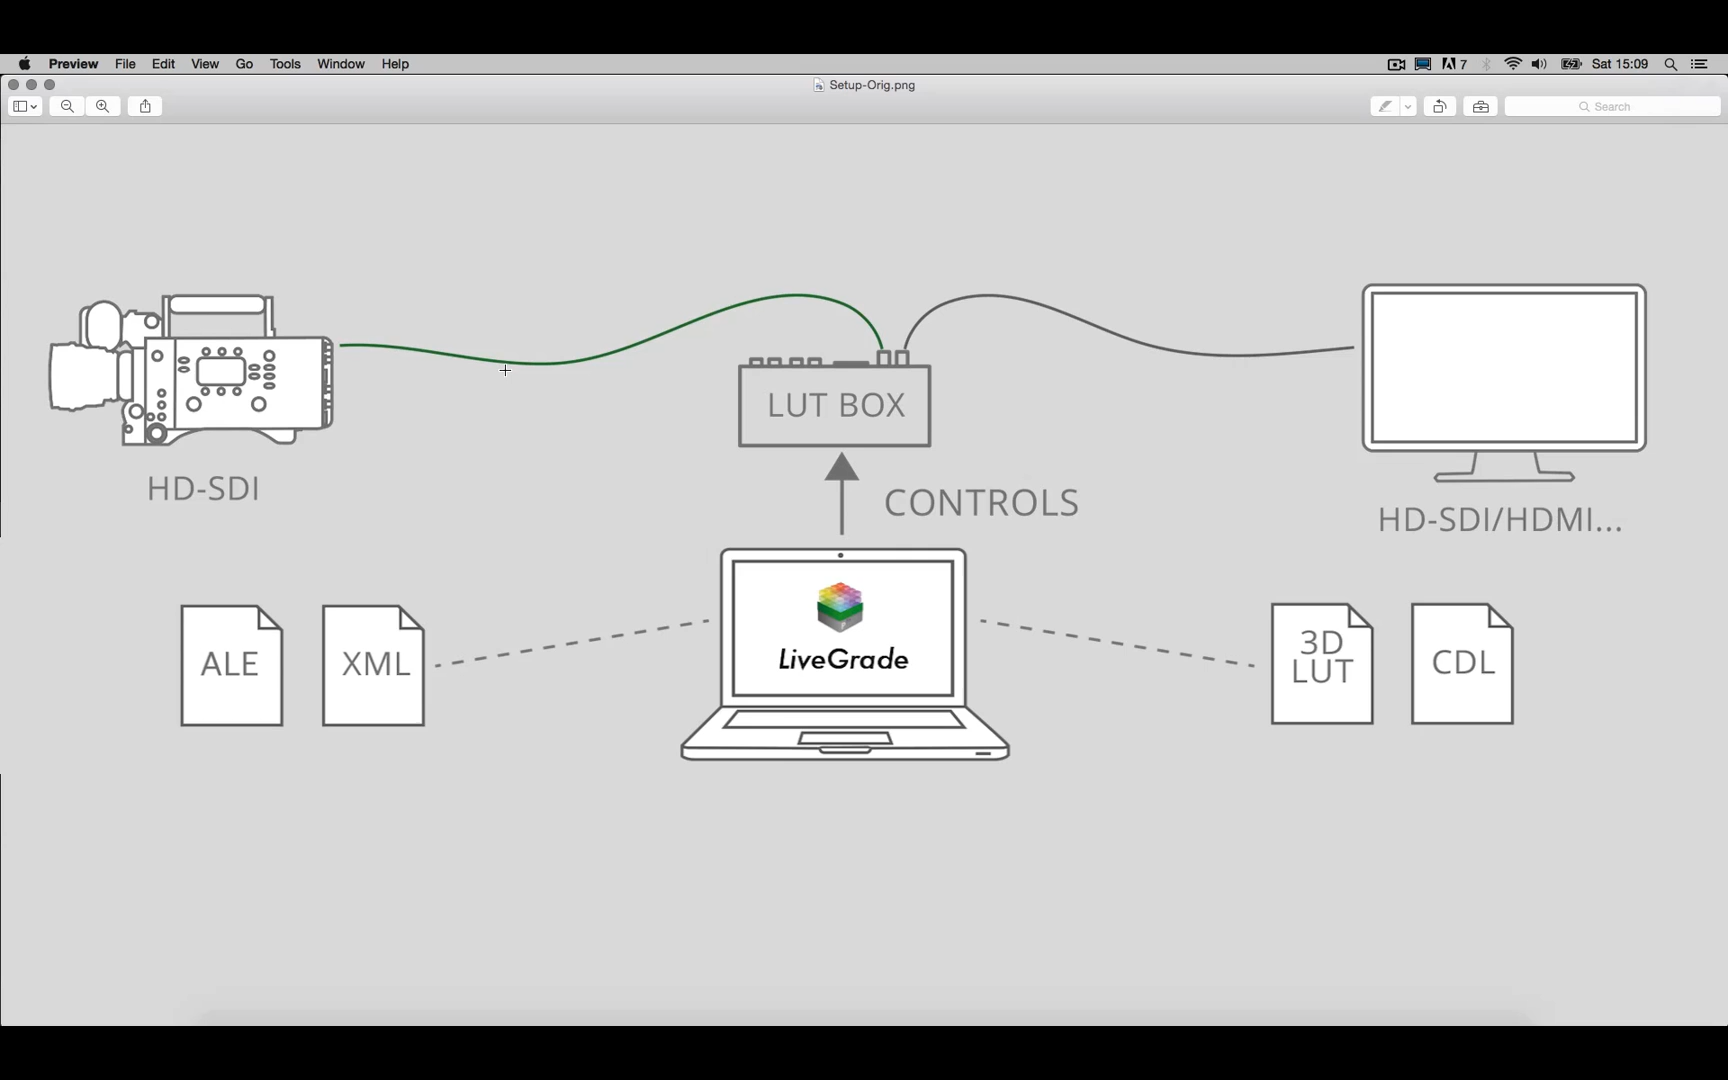 Preview File Edit View Go Tools Window Help
7 Sat 15:09
Setup-Orig.png
Search
LUT BOX
HD-SDI
CONTROLS
HD-SDI/HDMI...
ALE
XML
LiveGrade
3D
LUT
CDL